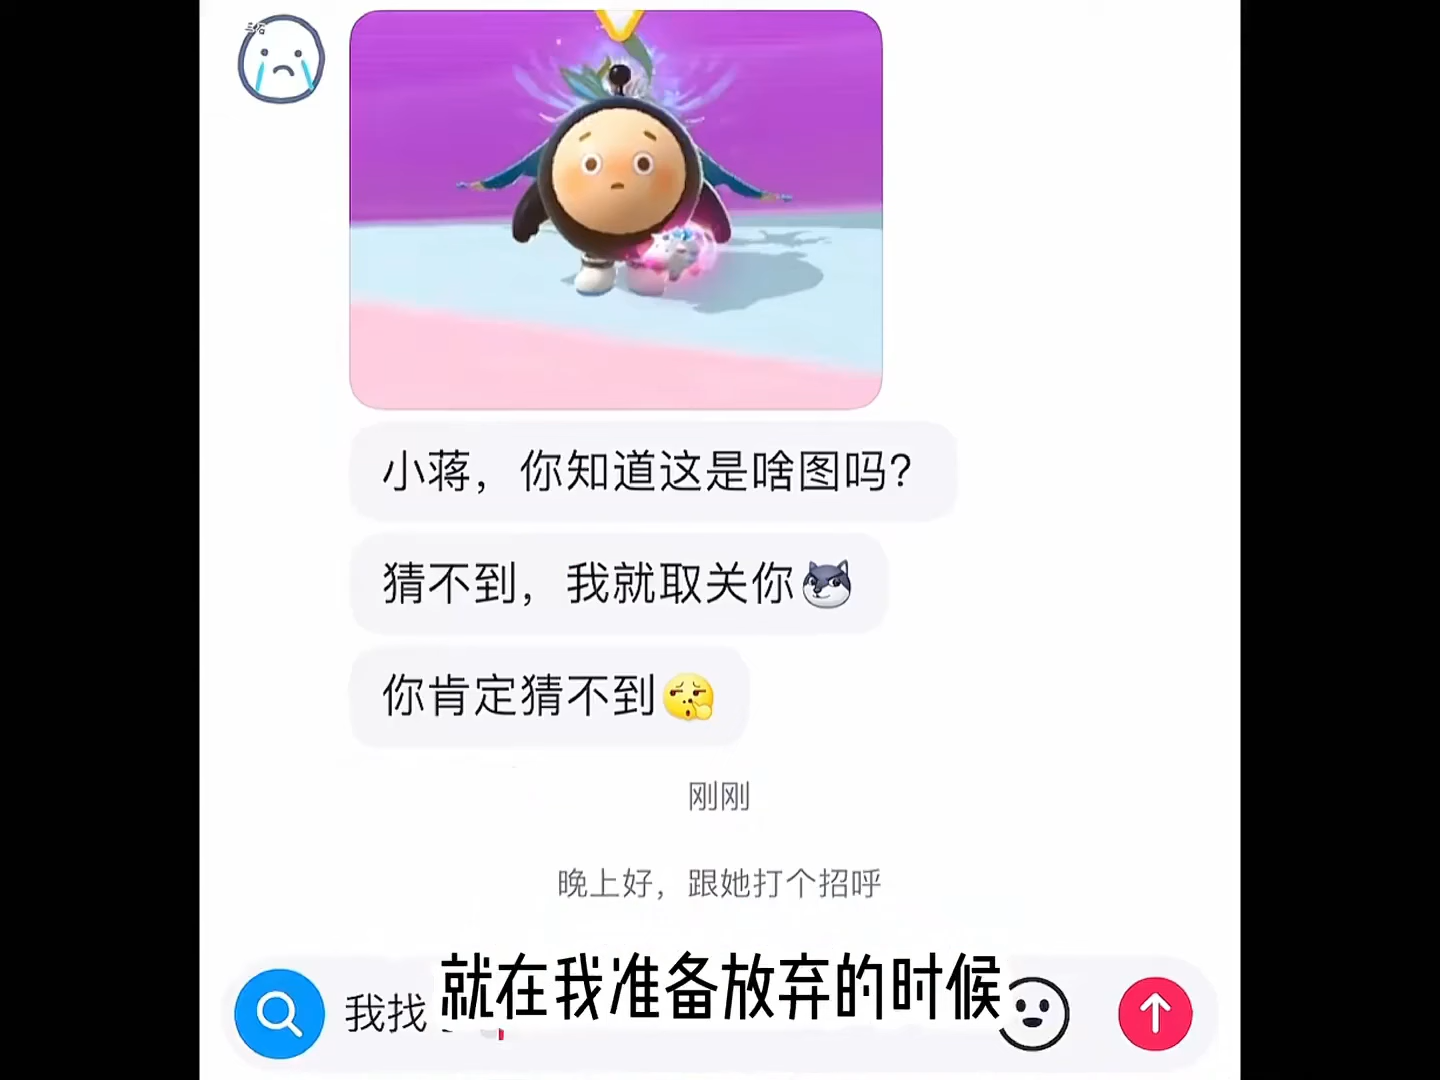 小蒋，你知道这是啥图吗？
猜不到，我就取关你
你肯定猜不到
刚刚
晚上好，跟她打个招呼
我找
就在我准备放弃的时候